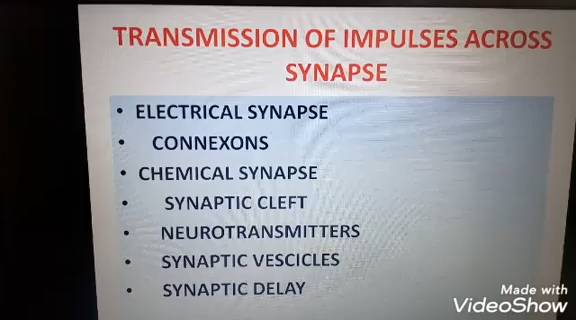 TRANSMISSION OF IMPULSES ACROSS
SYNAPSE
• ELECTRICAL SYNAPSE
• CONNEXONS
• CHEMICAL SYNAPSE
• SYNAPTIC CLEFT
• NEUROTRANSMITTERS
• SYNAPTIC VESCICLES
• SYNAPTIC DELAY
Made with
VideoShow